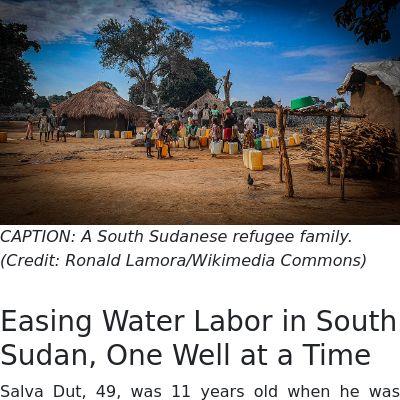 CAPTION: A South Sudanese refugee family.
(Credit: Ronald Lamora/Wikimedia Commons)
Easing Water Labor in South
Sudan, One Well at a Time
Salva Dut, 49, was 11 years old when he was